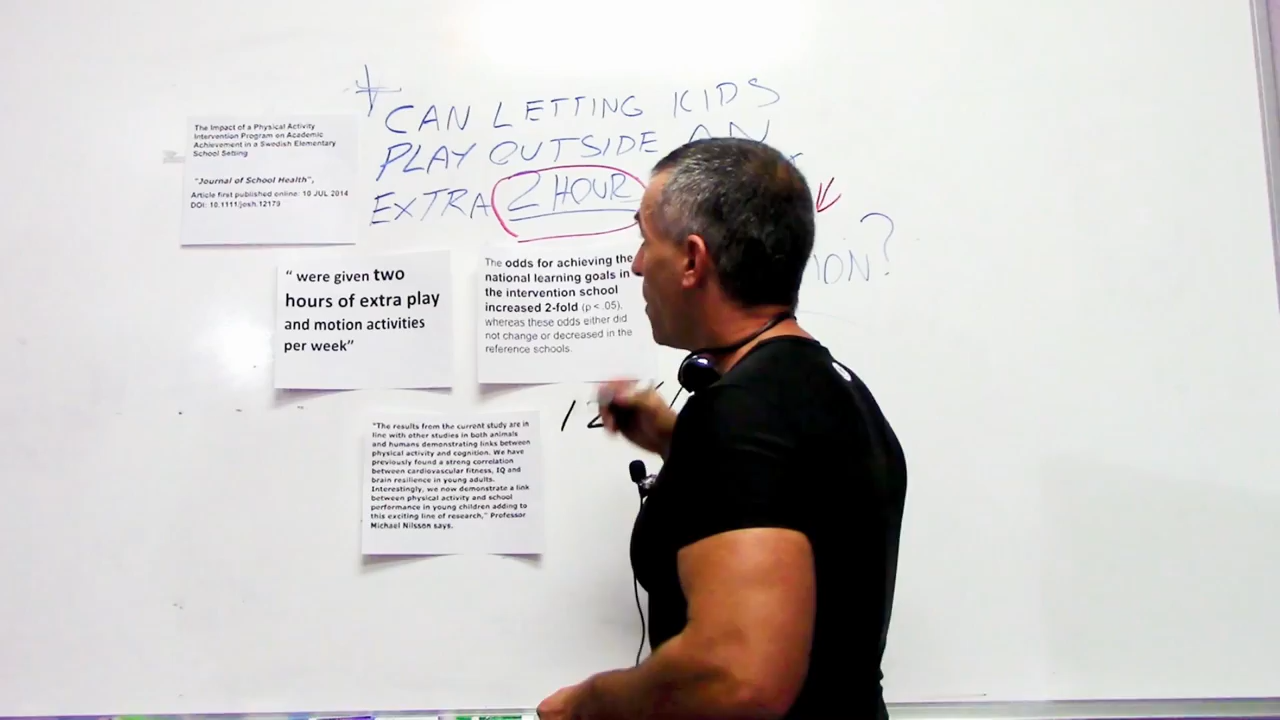 CAN LETTING KIDS
PLAY OUTSIDE AN
EXTRA 2 HOUR
?
The Impact of a Physical Activity
Intervention Program on Academic
Achievement in a Swedish Elementary
School Setting
"Journal of School Health",
Article first published online: 10 JUL 2014
DOI: 10.1111/josh.12179
" were given two
hours of extra play
and motion activities
per week"
The odds for achieving the
national learning goals in
the intervention school
increased 2-fold (p < .05),
whereas these odds either did
not change or decreased in the
reference schools.
"The results from the current study are in
line with other studies in both animals
and humans demonstrating links between
physical activity and cognition. We have
previously found a strong correlation
between cardiovascular fitness, IQ and
brain resilience in young adults.
Interestingly, we now demonstrate a link
between physical activity and school
performance in young children adding to
this exciting line of research," Professor
Michael Nilsson says.